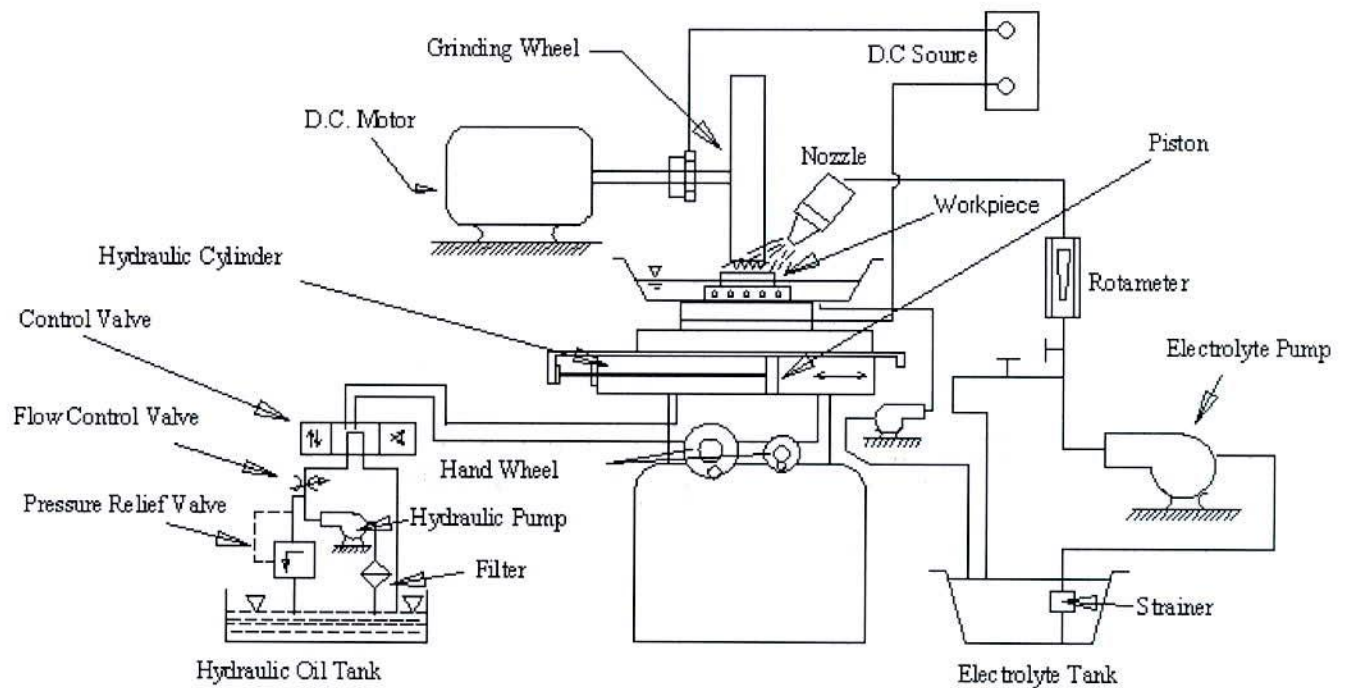 Grinding Wheel
D.C Source
D.C. Motor
Piston
Nozzle
Workpiece
Hydraulic Cylinder
Rotameter
Control Valve
Electrolyte Pump
Flow Control Valve
Hand Wheel
Pressure Relief Valve
Hydraulic Pump
Filter
Strainer
Hydraulic Oil Tank
Electrolyte Tank